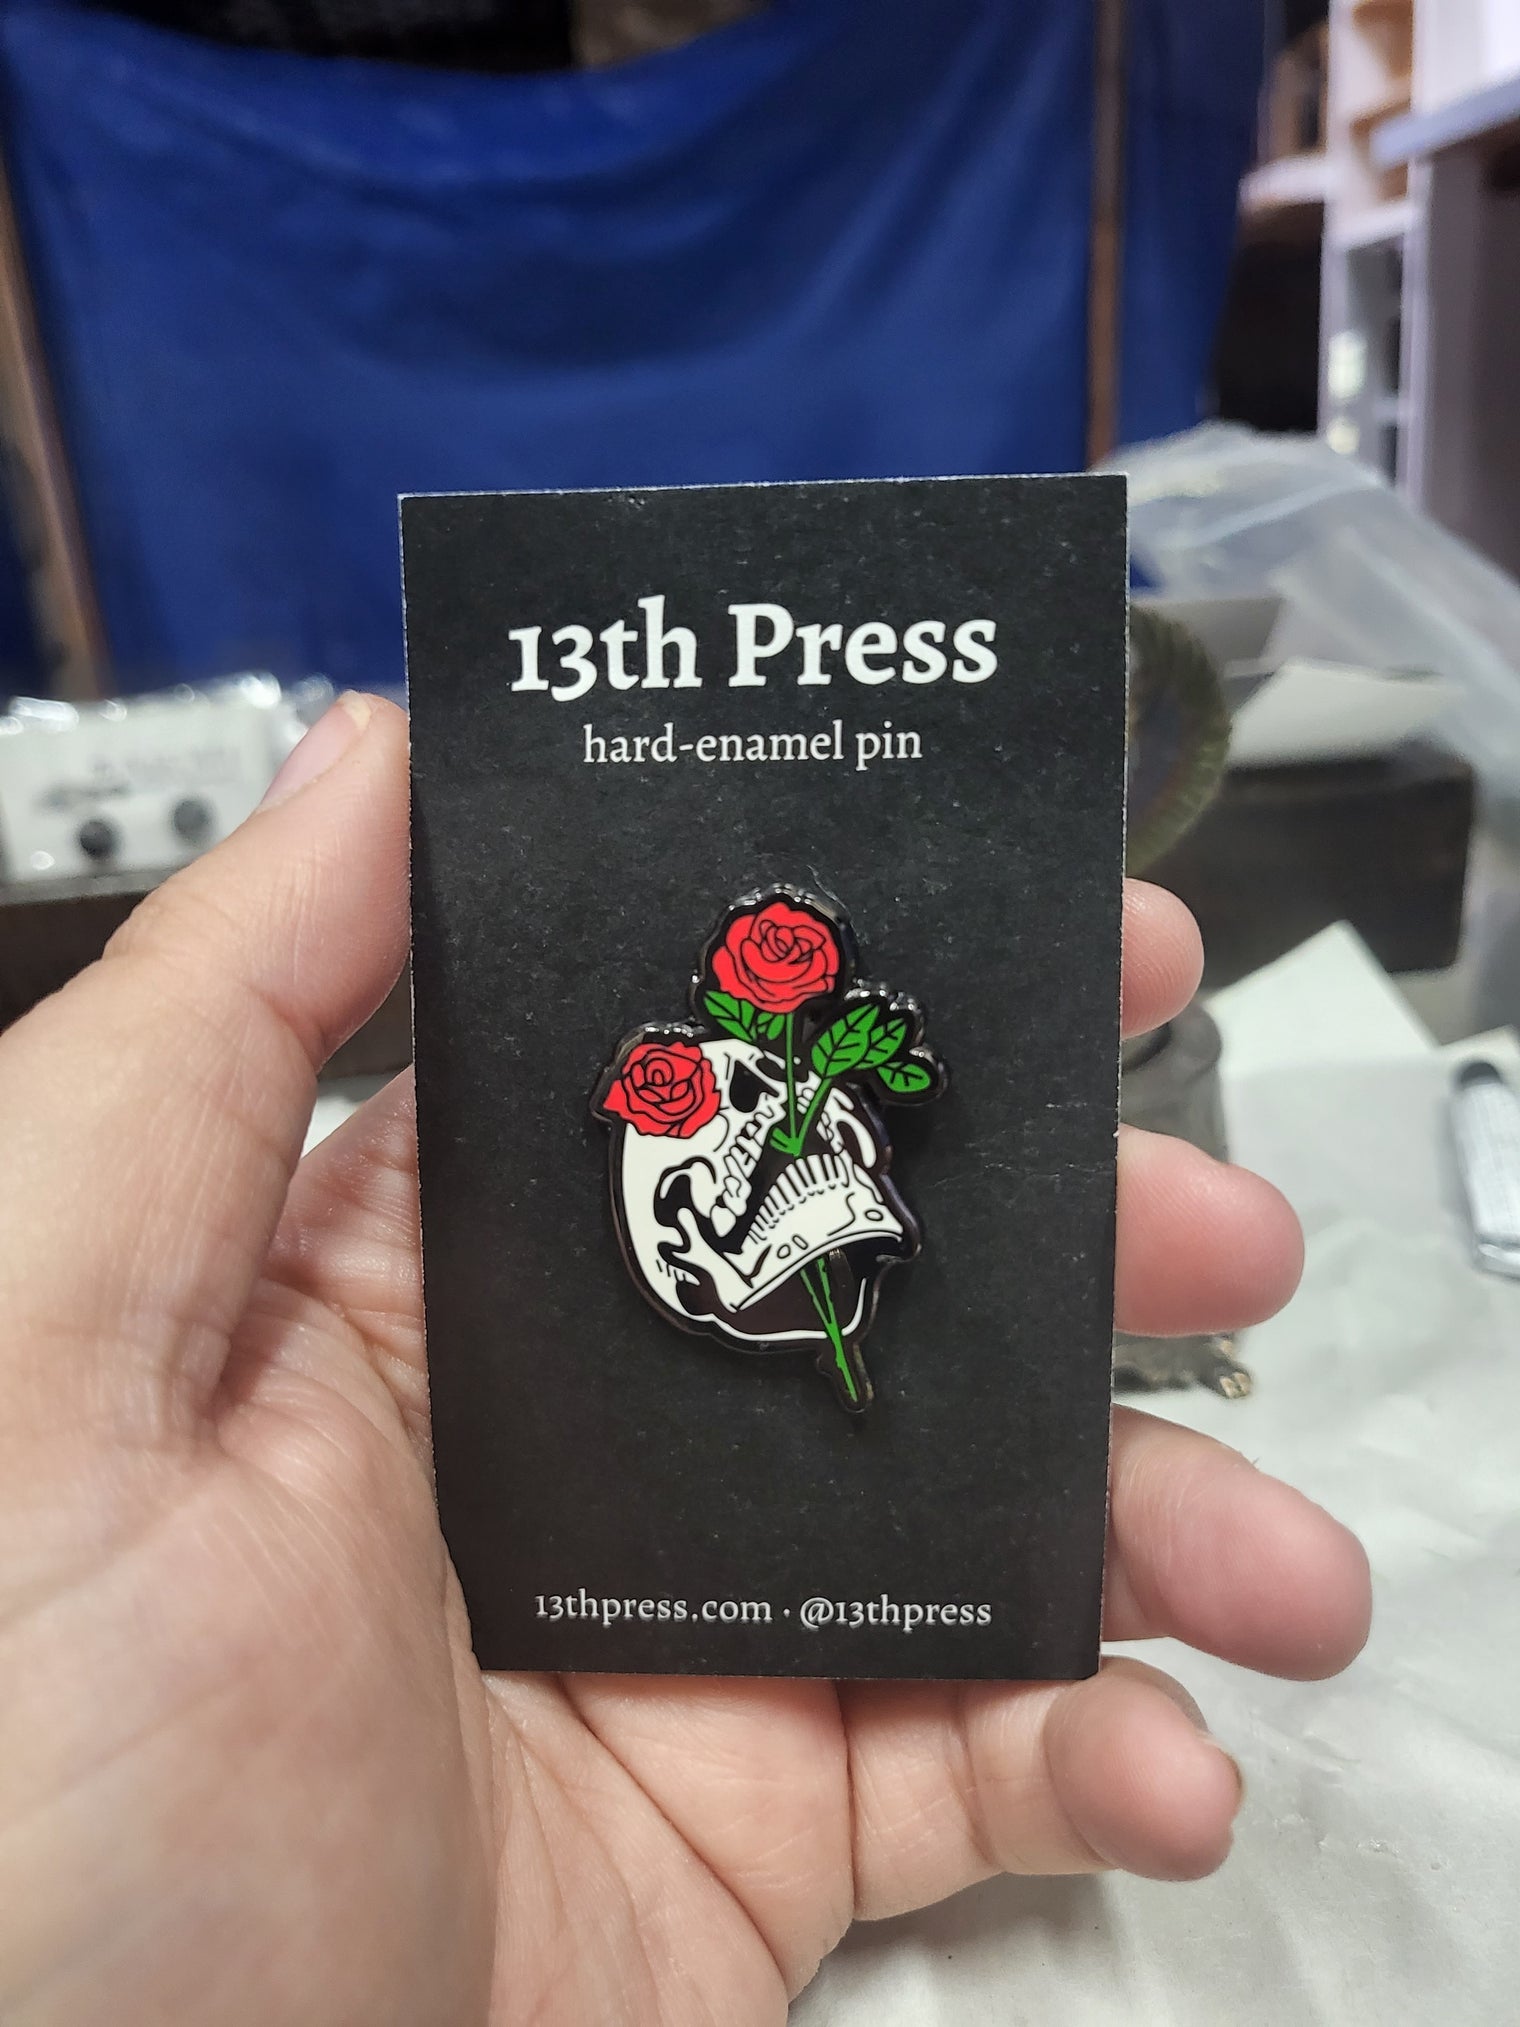 13th Press
hard-enamel pin
13thpress.com · @13thpress